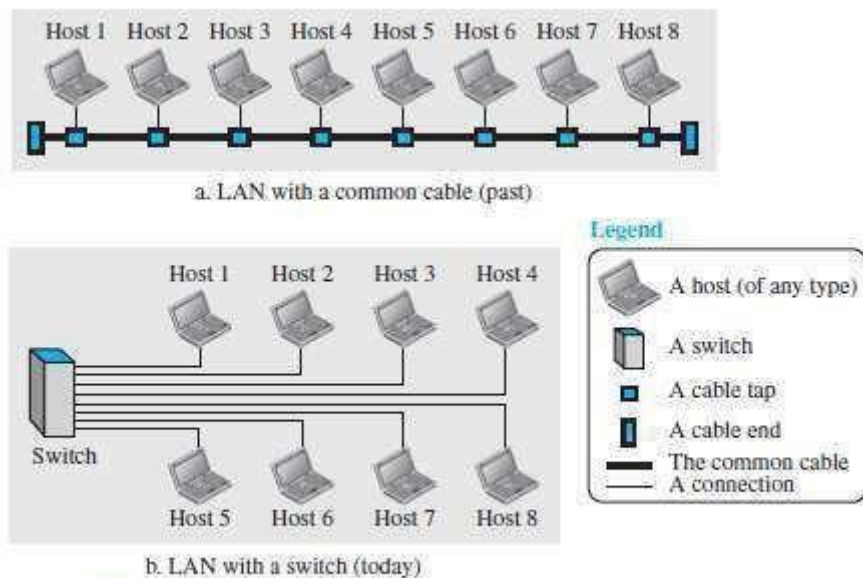 Host 1 Host 2 Host 3 Host 4 Host 5 Host 6 Host 7 Host 8
a. LAN with a common cable (past)
Host 1 Host 2 Host 3 Host 4
Switch
Host 5 Host 6 Host 7 Host 8
b. LAN with a switch (today)
Legend
A host (of any type)
A switch
A cable tap
A cable end
The common cable
A connection